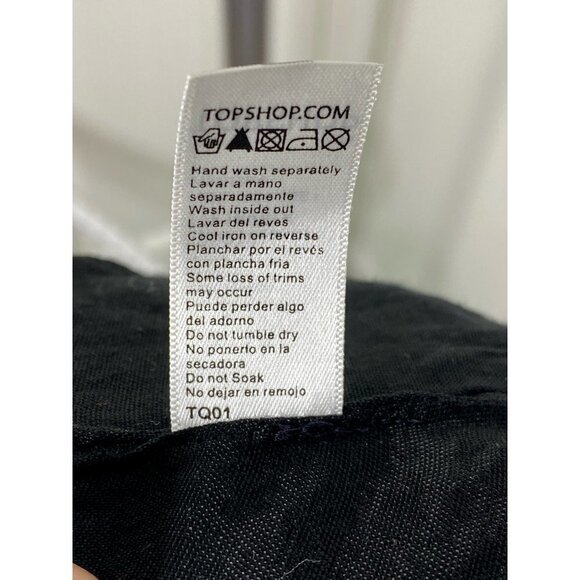 TOPSHOP.COM
Hand wash separately
Lavar a mano
separadamente
Wash inside out
Lavar del revés
Cool iron on reverse
Planchar por el revés
con plancha fria
Some loss of trims
may occur
Puede perder algo
del adorno
Do not tumble dry
No ponerlo en la
secadora
Do not Soak
No dejar en remojo
TQ01